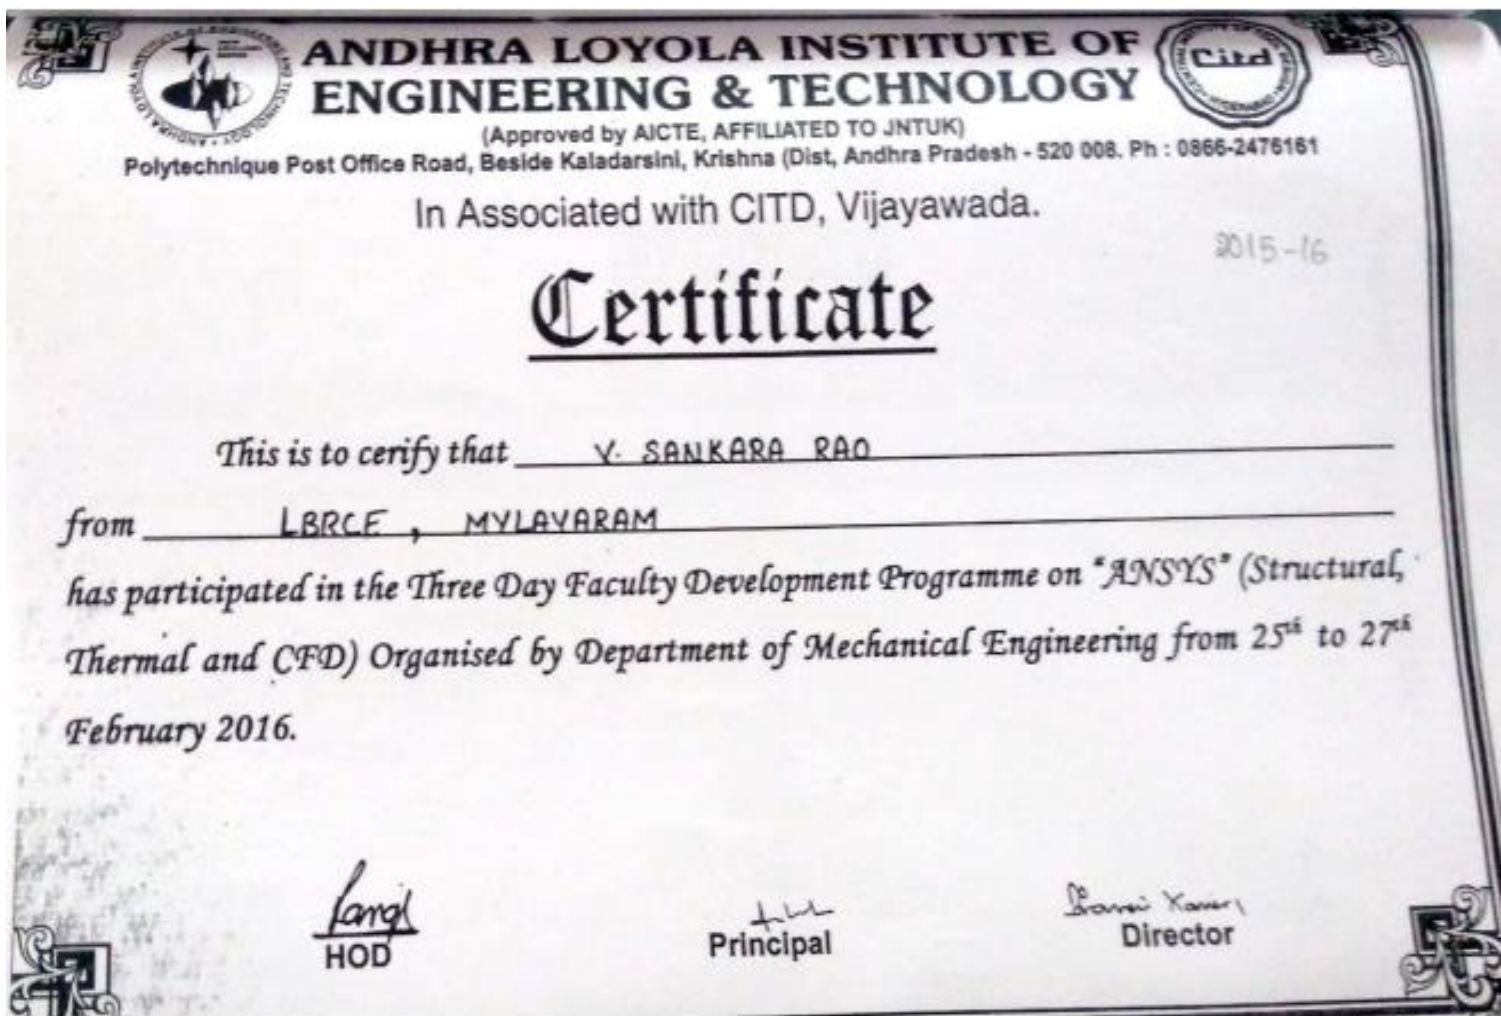 ANDHRA LOYOLA INSTITUTE OF
ENGINEERING & TECHNOLOGY
Citd
(Approved by AICTE, AFFILIATED TO JNTUK)
Polytechnique Post Office Road, Beside Kaladarsini, Krishna (Dist, Andhra Pradesh - 520 008. Ph : 0866-2476161
In Associated with CITD, Vijayawada.
2015-16
Certificate
This is to cerify that V. SANKARA RAO
from LBRCE, MYLAVARAM
has participated in the Three Day Faculty Development Programme on "ANSYS" (Structural,
Thermal and CFD) Organised by Department of Mechanical Engineering from 25th to 27th
February 2016.
HOD
Principal
Director